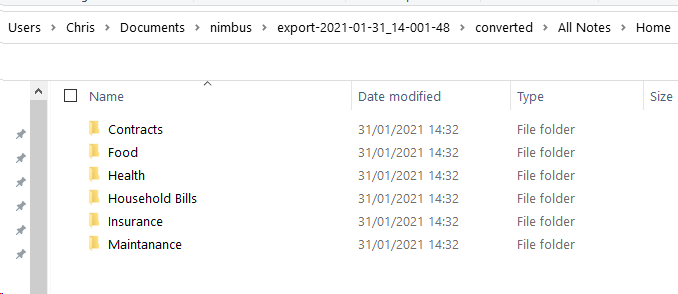 Users > Chris > Documents > nimbus > export-2021-01-31_14-001-48 > converted > All Notes > Home
Name Date modified Type Size
Contracts 31/01/2021 14:32 File folder
Food 31/01/2021 14:32 File folder
Health 31/01/2021 14:32 File folder
Household Bills 31/01/2021 14:32 File folder
Insurance 31/01/2021 14:32 File folder
Maintanance 31/01/2021 14:32 File folder